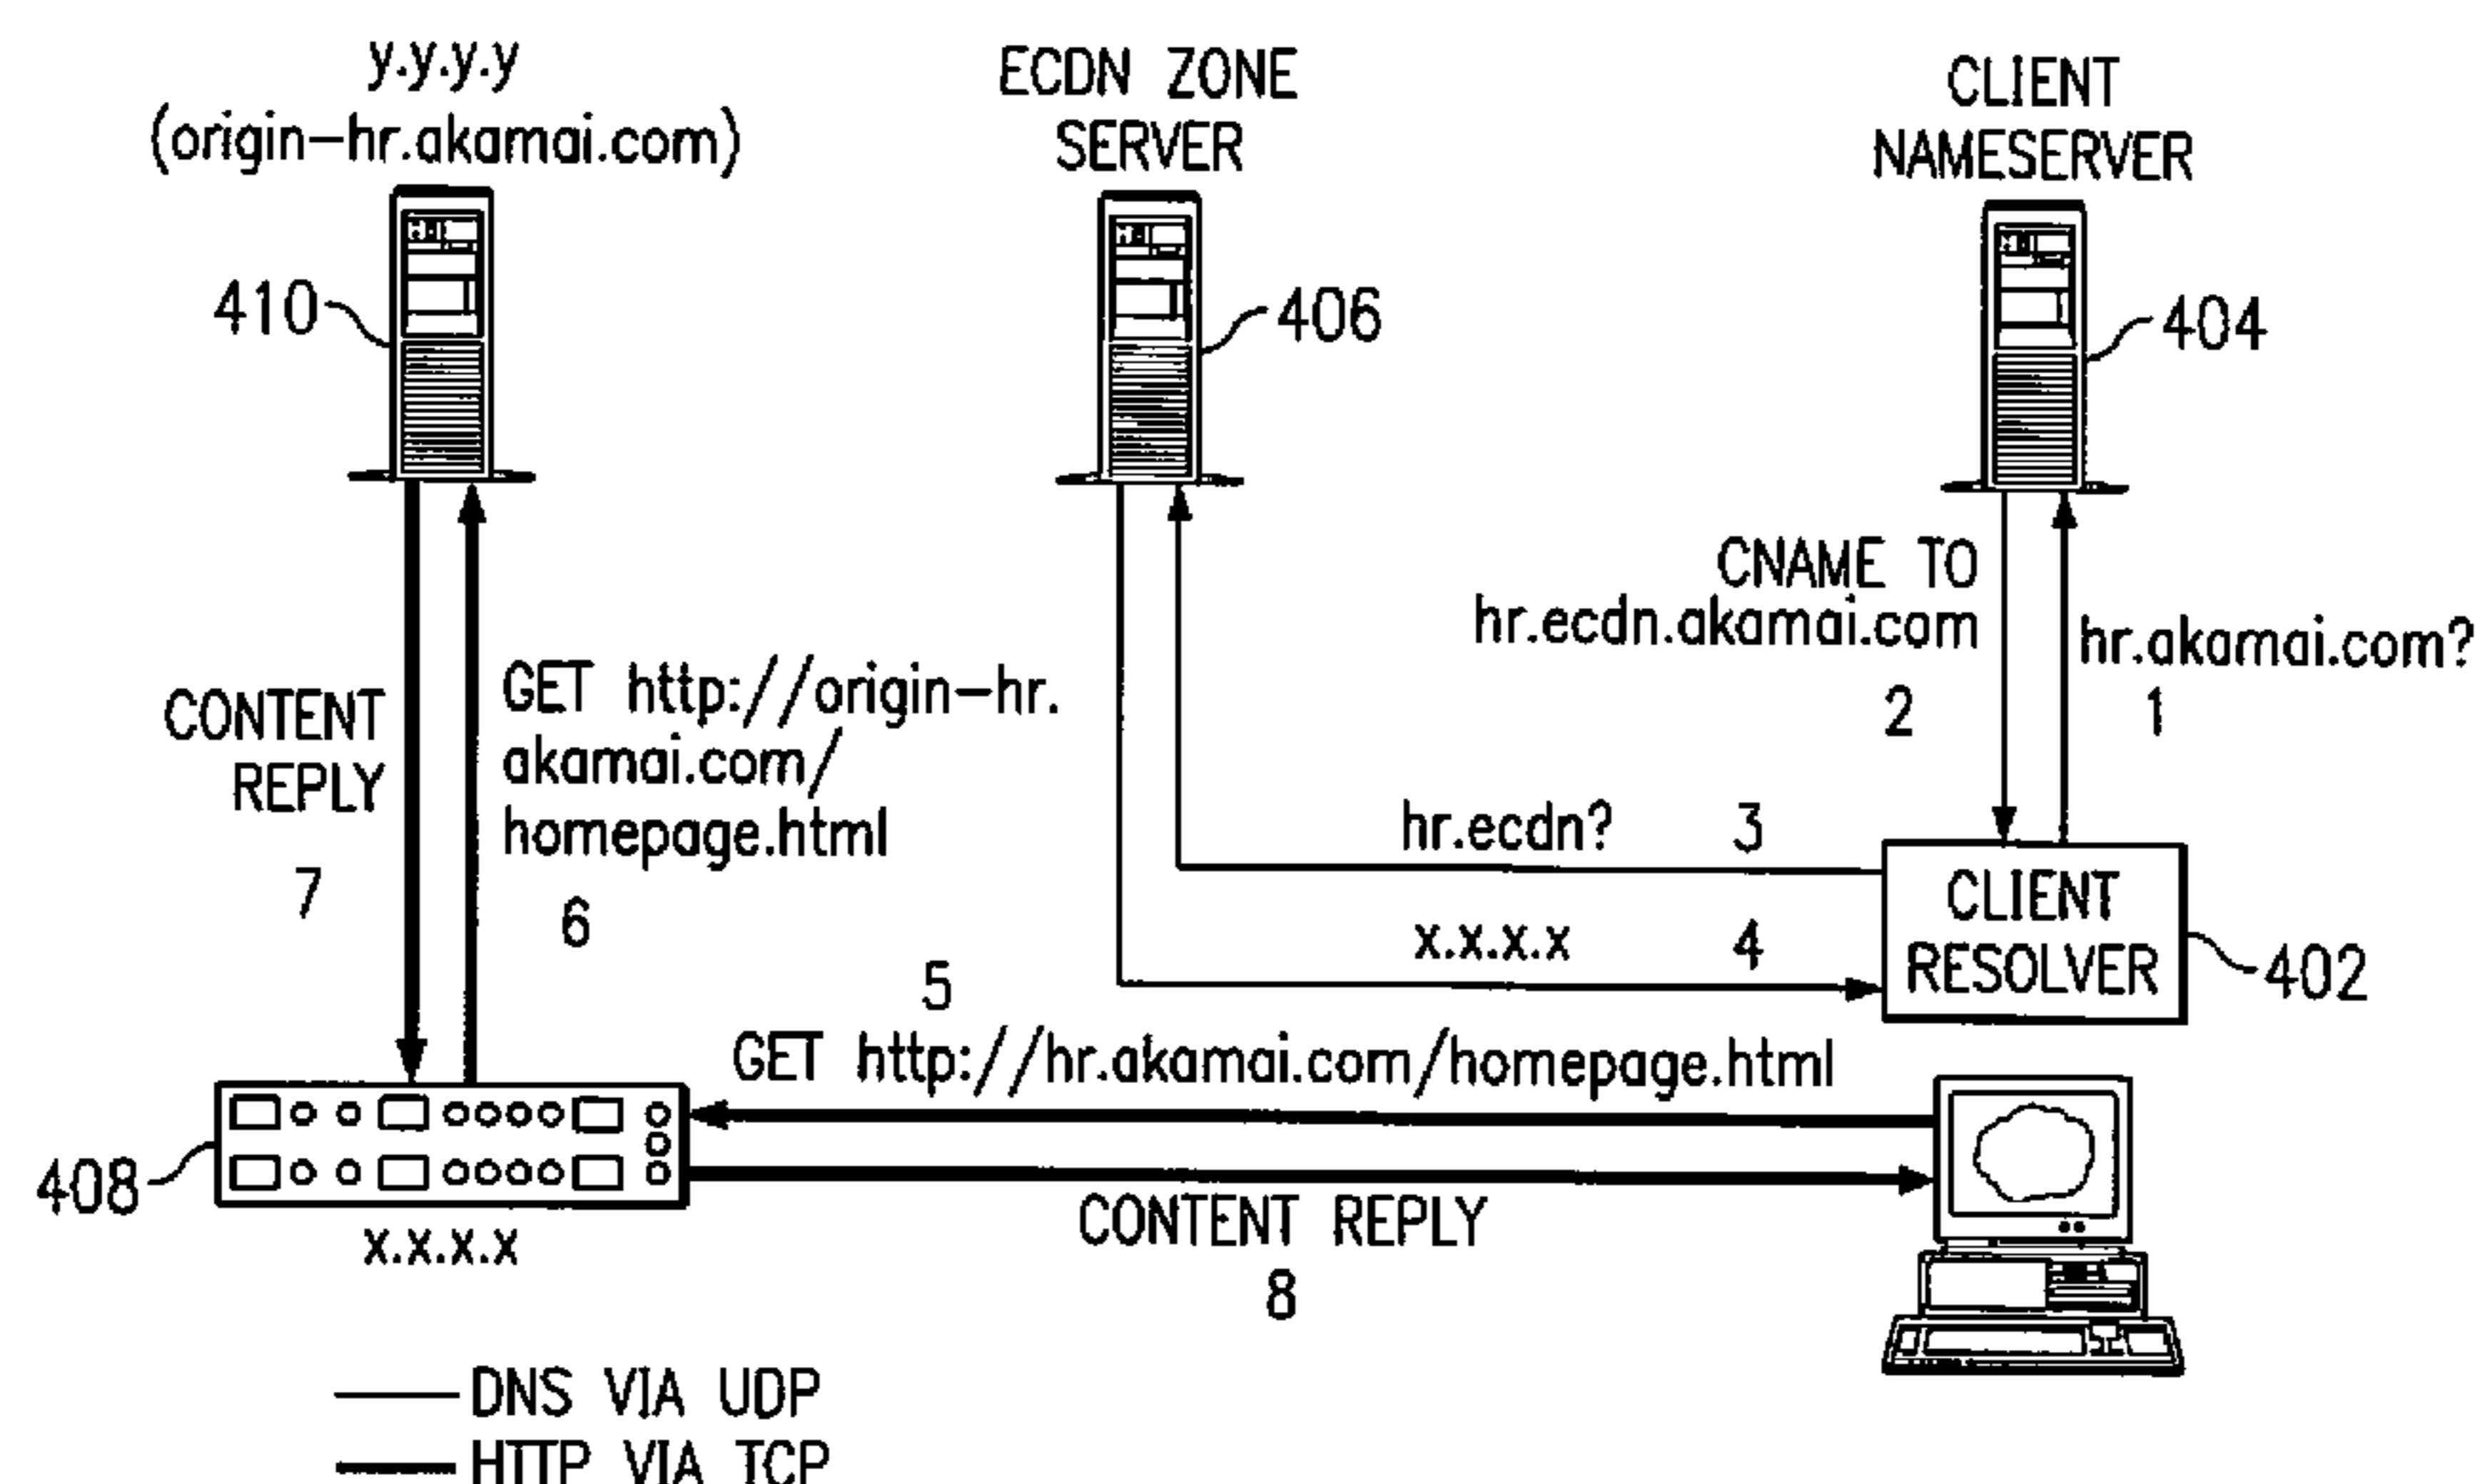 y.y.y.y
(origin-hr.akamai.com)
ECDN ZONE
SERVER
CLIENT
NAMESERVER
410
406
404
CNAME TO
hr.ecdn.akamai.com
2
hr.akamai.com?
1
CONTENT
REPLY
7
GET http://origin-hr.
akamai.com/
homepage.html
6
hr.ecdn? 3
x.x.x.x 4
CLIENT
RESOLVER
402
5
GET http://hr.akamai.com/homepage.html
408
x.x.x.x
CONTENT REPLY
8
DNS VIA UDP
HTTP VIA TCP